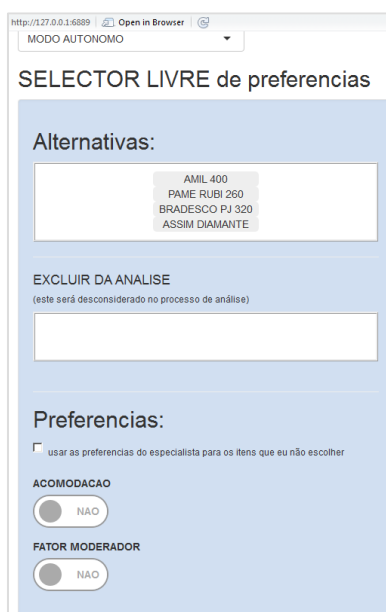 http://127.0.0.1:6889 Open in Browser
MODO AUTONOMO
SELECTOR LIVRE de preferencias
Alternativas:
AMIL 400
PAME RUBI 260
BRADESCO PJ 320
ASSIM DIAMANTE
EXCLUIR DA ANALISE
(este será desconsiderado no processo de análise)
Preferencias:
usar as preferencias do especialista para os itens que eu não escolher
ACOMODACAO
NAO
FATOR MODERADOR
NAO